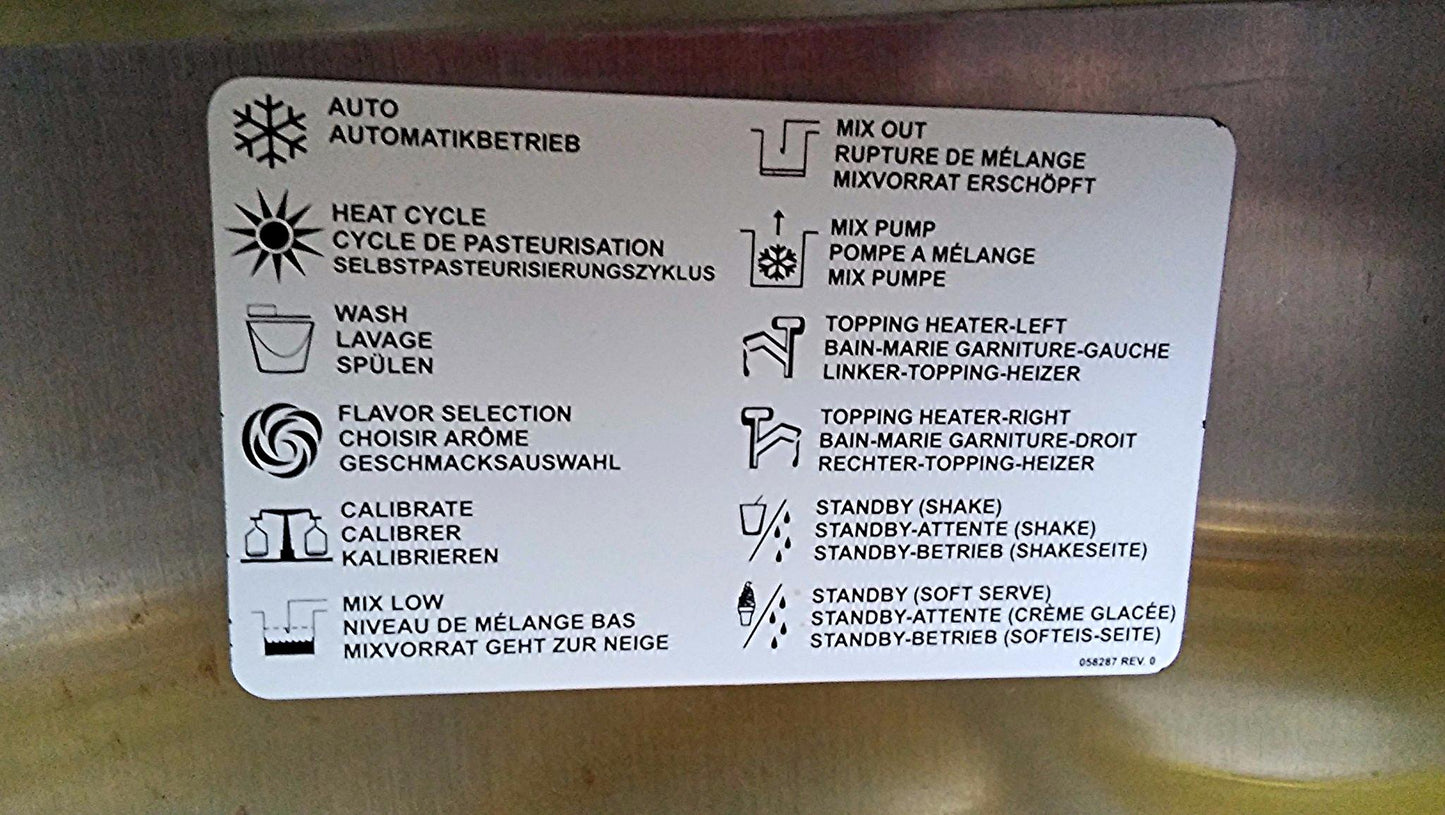 AUTO
AUTOMATIKBETRIEB
HEAT CYCLE
CYCLE DE PASTEURISATION
SELBSTPASTEURISIERUNGSZYKLUS
WASH
LAVAGE
SPÜLEN
FLAVOR SELECTION
CHOISIR ARÔME
GESCHMACKSAUSWAHL
CALIBRATE
CALIBRER
KALIBRIEREN
MIX LOW
NIVEAU DE MÉLANGE BAS
MIXVORRAT GEHT ZUR NEIGE
MIX OUT
RUPTURE DE MÉLANGE
MIXVORRAT ERSCHÖPFT
MIX PUMP
POMPE A MÉLANGE
MIX PUMPE
TOPPING HEATER-LEFT
BAIN-MARIE GARNITURE-GAUCHE
LINKER-TOPPING-HEIZER
TOPPING HEATER-RIGHT
BAIN-MARIE GARNITURE-DROIT
RECHTER-TOPPING-HEIZER
STANDBY (SHAKE)
STANDBY-ATTENTE (SHAKE)
STANDBY-BETRIEB (SHAKESEITE)
STANDBY (SOFT SERVE)
STANDBY-ATTENTE (CRÈME GLACÉE)
STANDBY-BETRIEB (SOFTEIS-SEITE)
058287 REV. 0